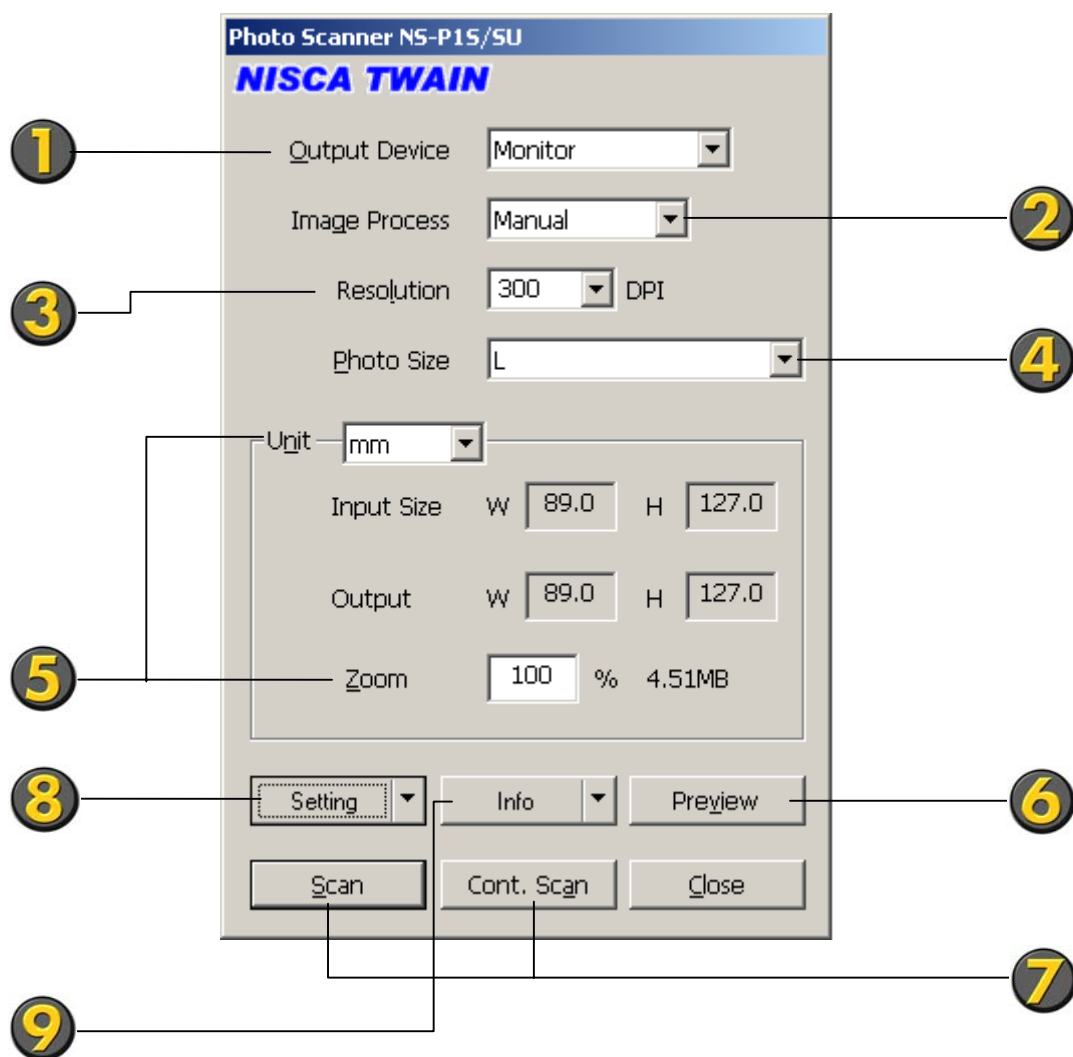 Photo Scanner NS-P1S/SU
NISCA TWAIN
1 Output Device Monitor
Image Process Manual 2
3 Resolution 300 DPI
Photo Size L 4
Unit mm
Input Size W 89.0 H 127.0
Output W 89.0 H 127.0
5 Zoom 100 % 4.51MB
8 Setting Info Preview 6
Scan Cont. Scan Close
7
9